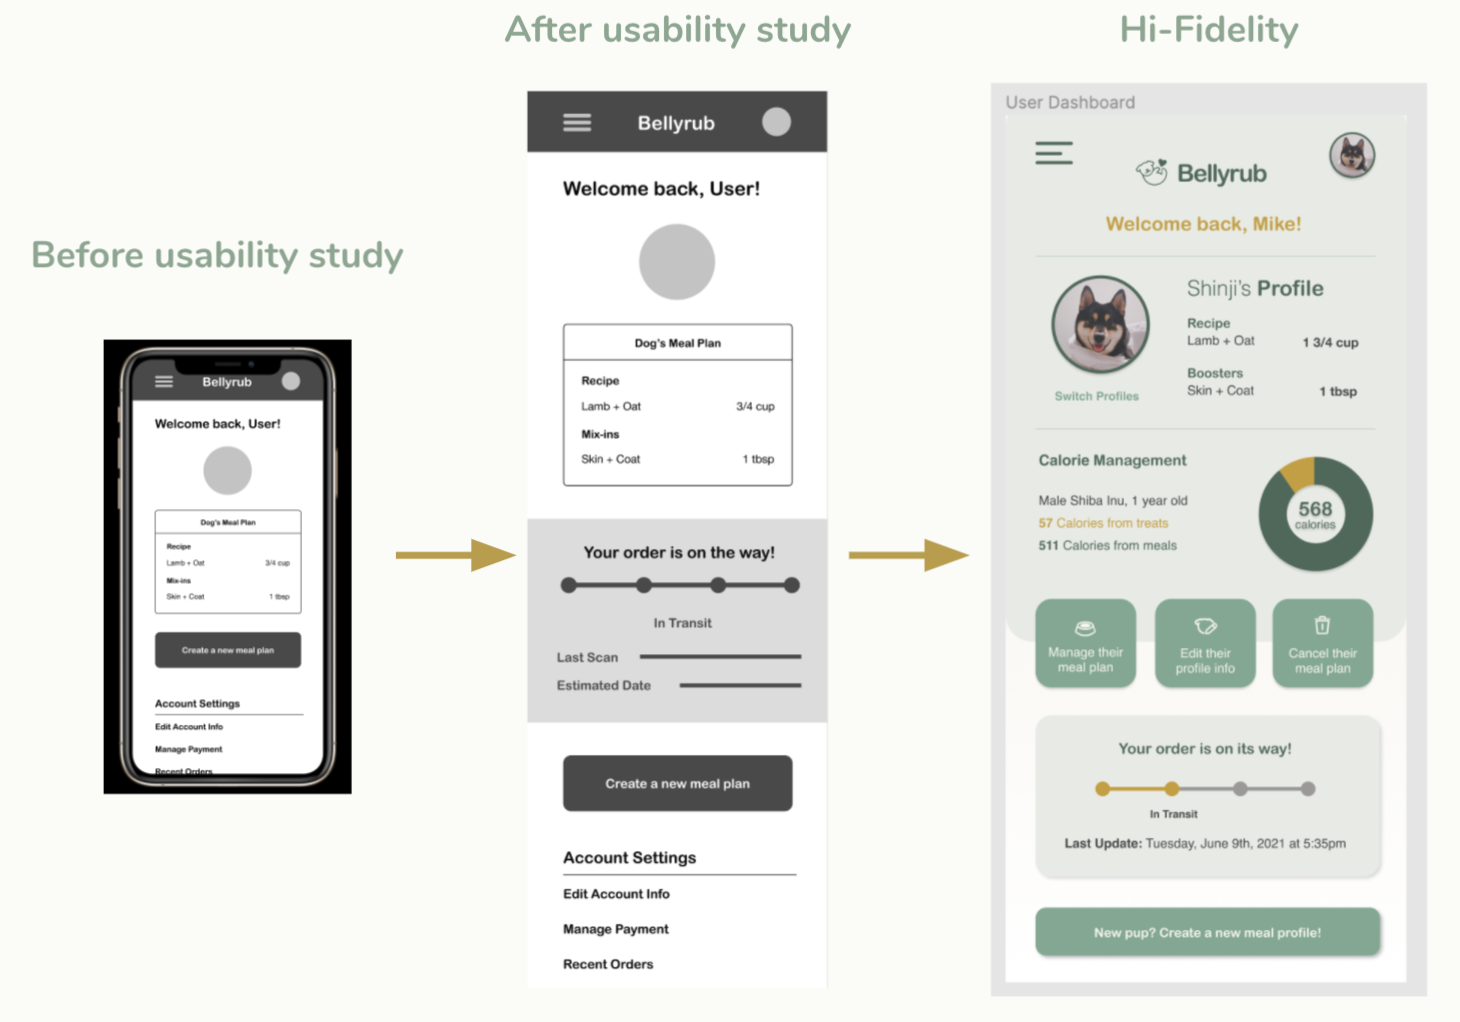 Before usability study
Bellyrub
Welcome back, User!
Dog's Meal Plan
Recipe
Lamb + Oat 3/4 cup
Mix-ins
Skin + Coat 1 tbsp
Create a new meal plan
Account Settings
Edit Account Info
Manage Payment
Recent Orders
After usability study
Bellyrub
Welcome back, User!
Dog's Meal Plan
Recipe
Lamb + Oat 3/4 cup
Mix-ins
Skin + Coat 1 tbsp
Your order is on the way!
In Transit
Last Scan
Estimated Date
Create a new meal plan
Account Settings
Edit Account Info
Manage Payment
Recent Orders
Hi-Fidelity
User Dashboard
Bellyrub
Welcome back, Mike!
Shinji's Profile
Recipe
Lamb + Oat 1 3/4 cup
Boosters
Skin + Coat 1 tbsp
Switch Profiles
Calorie Management
Male Shiba Inu, 1 year old
57 Calories from treats
511 Calories from meals
568
calories
Manage their
meal plan
Edit their
profile info
Cancel their
meal plan
Your order is on its way!
In Transit
Last Update: Tuesday, June 9th, 2021 at 5:35pm
New pup? Create a new meal profile!